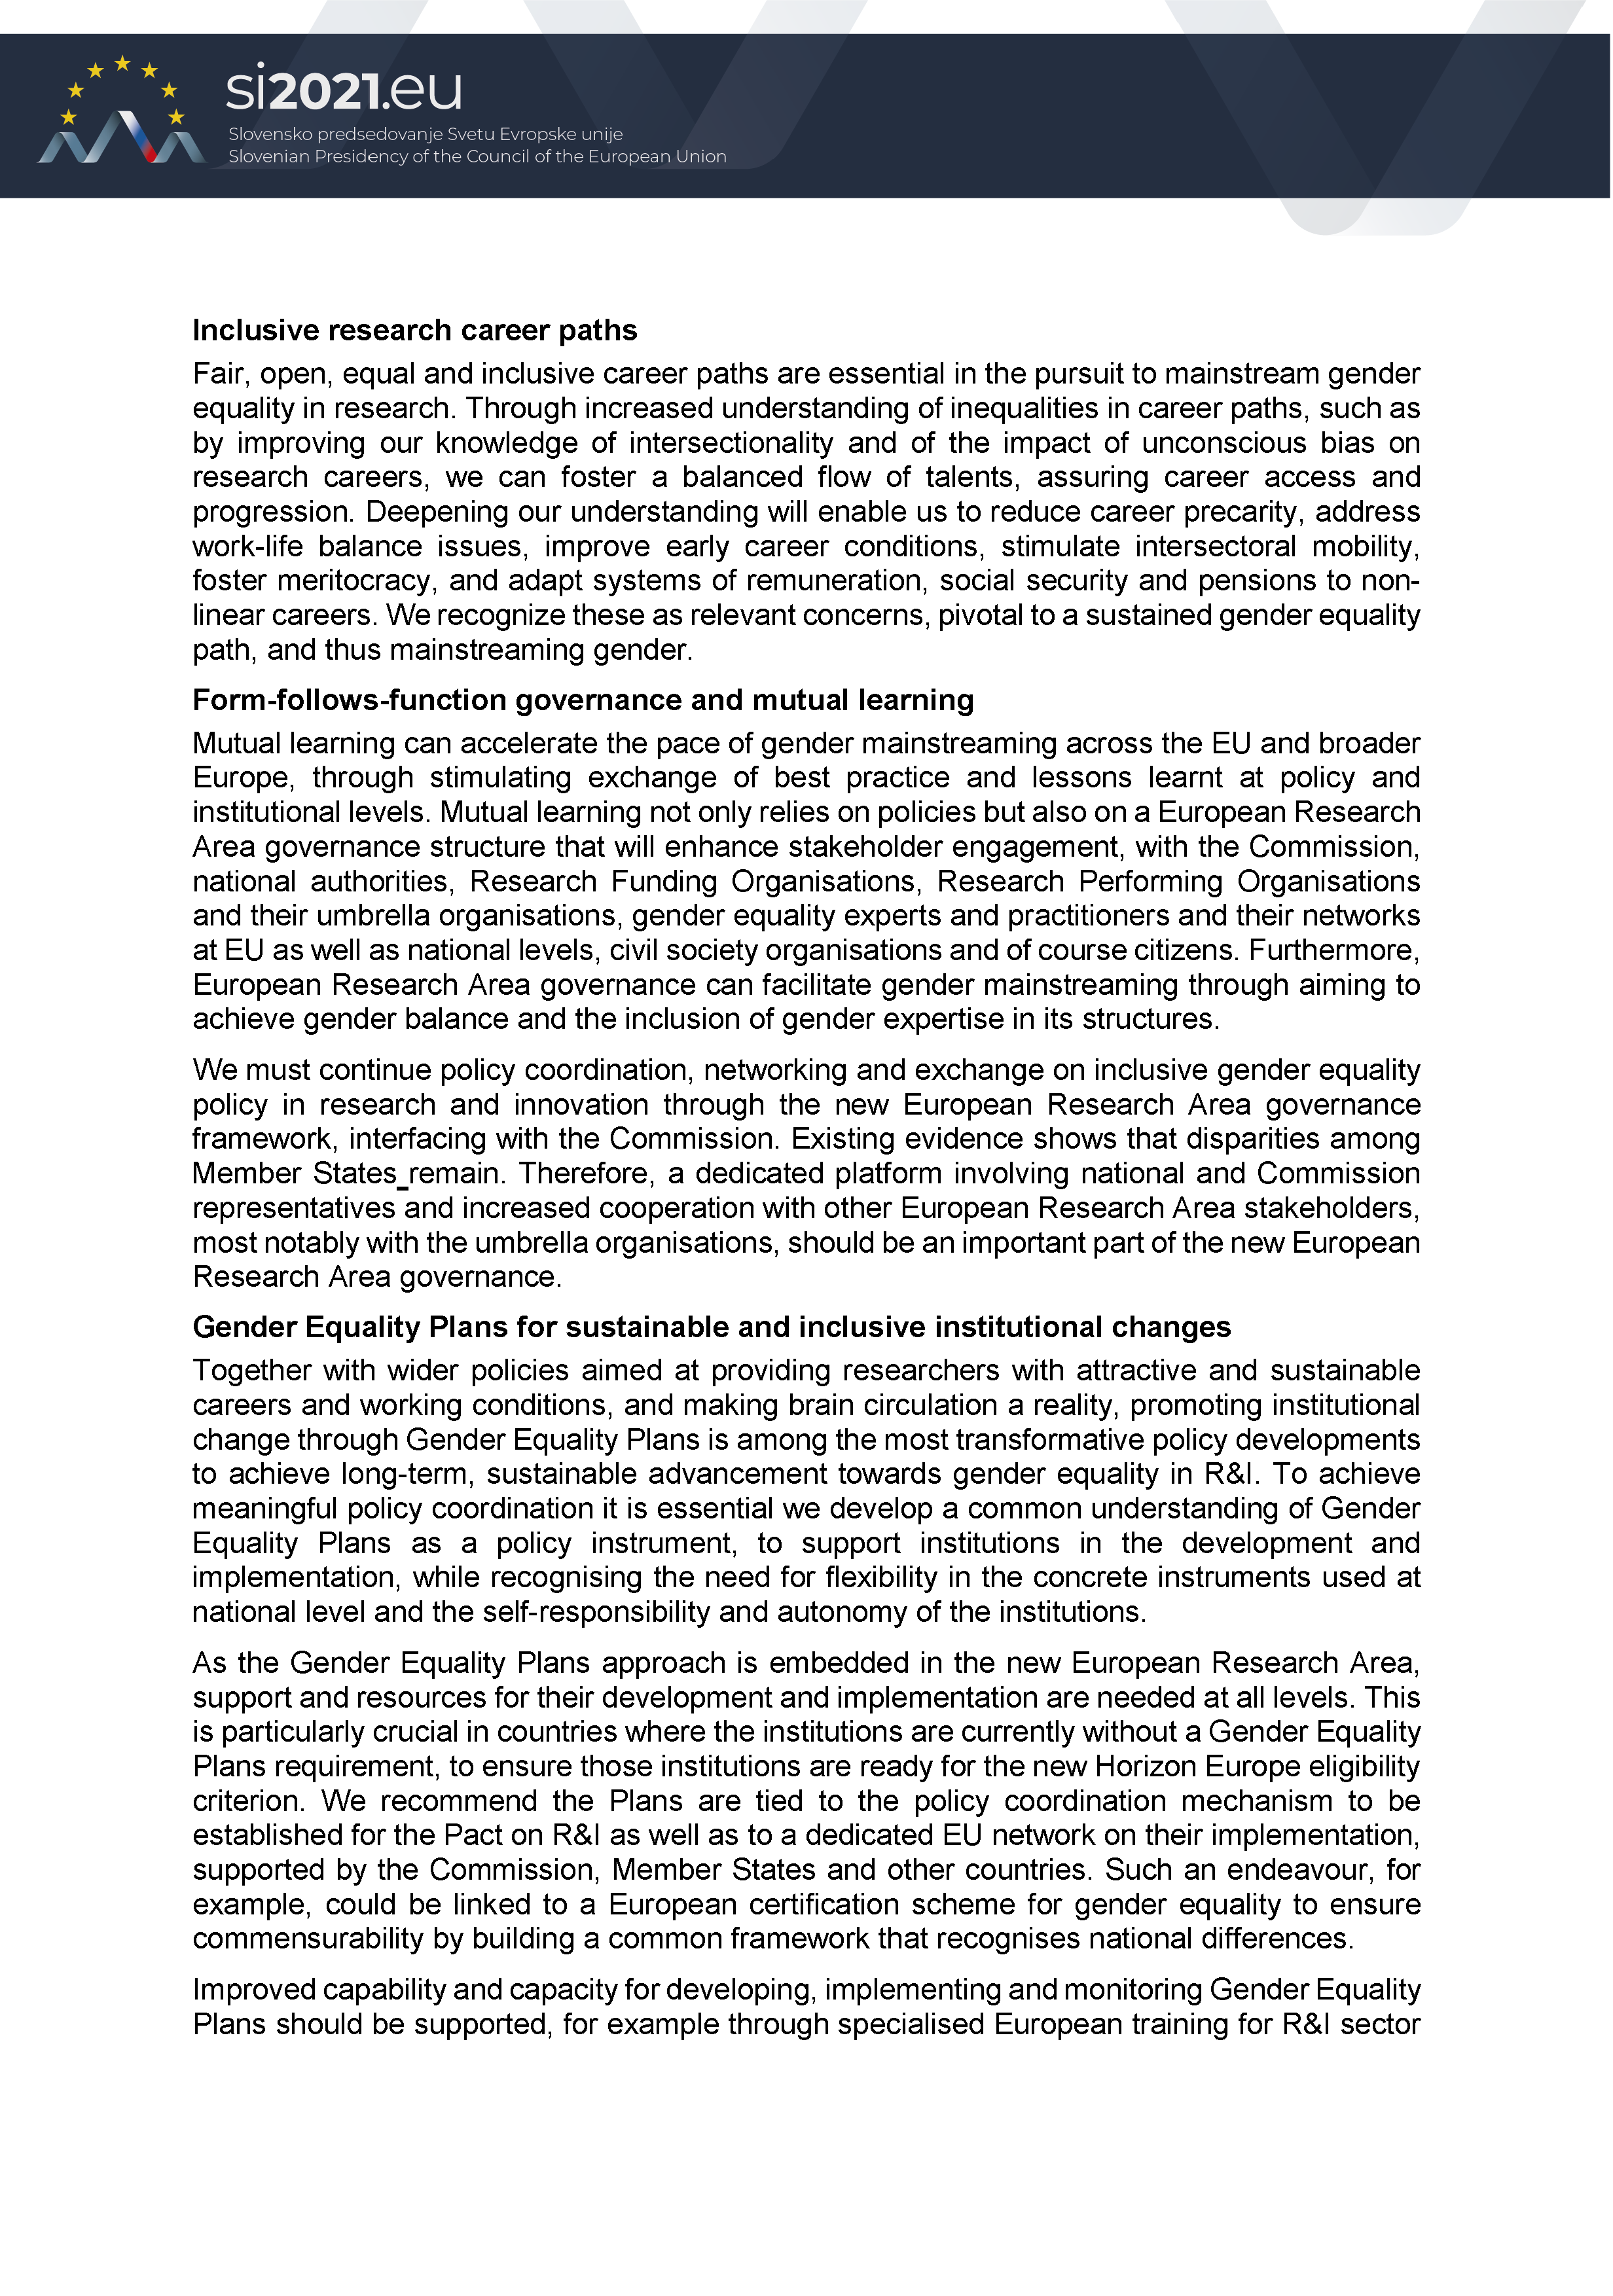 si2021.eu
Slovensko predsedovanje Svetu Evropske unije
Slovenian Presidency of the Council of the European Union
Inclusive research career paths
Fair, open, equal and inclusive career paths are essential in the pursuit to mainstream gender
equality in research. Through increased understanding of inequalities in career paths, such as
by improving our knowledge of intersectionality and of the impact of unconscious bias on
research careers, we can foster a balanced flow of talents, assuring career access and
progression. Deepening our understanding will enable us to reduce career precarity, address
work-life balance issues, improve early career conditions, stimulate intersectoral mobility,
foster meritocracy, and adapt systems of remuneration, social security and pensions to non-
linear careers. We recognize these as relevant concerns, pivotal to a sustained gender equality
path, and thus mainstreaming gender.
Form-follows-function governance and mutual learning
Mutual learning can accelerate the pace of gender mainstreaming across the EU and broader
Europe, through stimulating exchange of best practice and lessons learnt at policy and
institutional levels. Mutual learning not only relies on policies but also on a European Research
Area governance structure that will enhance stakeholder engagement, with the Commission,
national authorities, Research Funding Organisations, Research Performing Organisations
and their umbrella organisations, gender equality experts and practitioners and their networks
at EU as well as national levels, civil society organisations and of course citizens. Furthermore,
European Research Area governance can facilitate gender mainstreaming through aiming to
achieve gender balance and the inclusion of gender expertise in its structures.
We must continue policy coordination, networking and exchange on inclusive gender equality
policy in research and innovation through the new European Research Area governance
framework, interfacing with the Commission. Existing evidence shows that disparities among
Member States remain. Therefore, a dedicated platform involving national and Commission
representatives and increased cooperation with other European Research Area stakeholders,
most notably with the umbrella organisations, should be an important part of the new European
Research Area governance.
Gender Equality Plans for sustainable and inclusive institutional changes
Together with wider policies aimed at providing researchers with attractive and sustainable
careers and working conditions, and making brain circulation a reality, promoting institutional
change through Gender Equality Plans is among the most transformative policy developments
to achieve long-term, sustainable advancement towards gender equality in R&I. To achieve
meaningful policy coordination it is essential we develop a common understanding of Gender
Equality Plans as a policy instrument, to support institutions in the development and
implementation, while recognising the need for flexibility in the concrete instruments used at
national level and the self-responsibility and autonomy of the institutions.
As the Gender Equality Plans approach is embedded in the new European Research Area,
support and resources for their development and implementation are needed at all levels. This
is particularly crucial in countries where the institutions are currently without a Gender Equality
Plans requirement, to ensure those institutions are ready for the new Horizon Europe eligibility
criterion. We recommend the Plans are tied to the policy coordination mechanism to be
established for the Pact on R&I as well as to a dedicated EU network on their implementation,
supported by the Commission, Member States and other countries. Such an endeavour, for
example, could be linked to a European certification scheme for gender equality to ensure
commensurability by building a common framework that recognises national differences.
Improved capability and capacity for developing, implementing and monitoring Gender Equality
Plans should be supported, for example through specialised European training for R&I sector